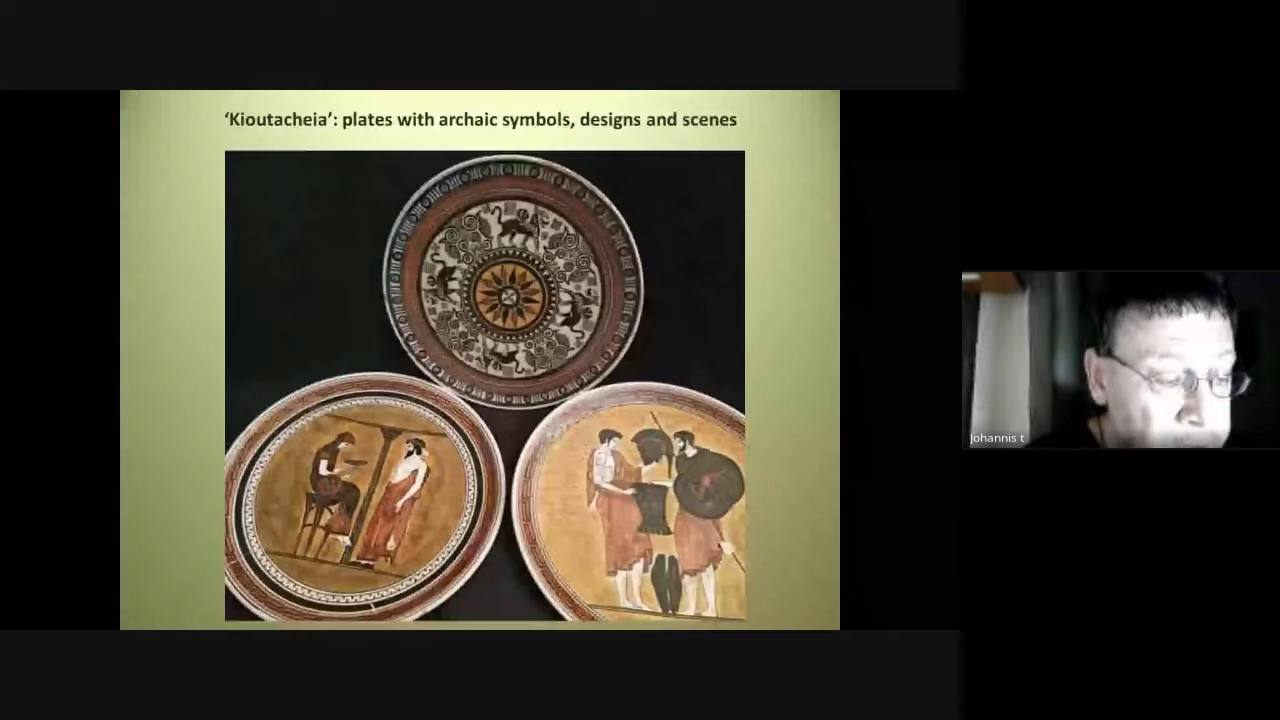 ‘Kioutacheia’: plates with archaic symbols, designs and scenes
Johannis t